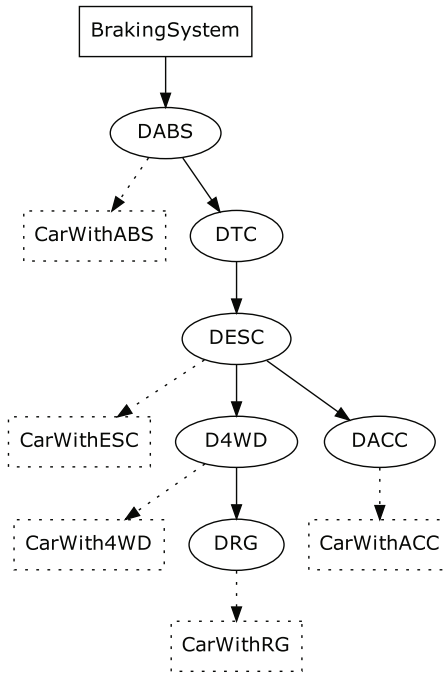 BrakingSystem
DABS
CarWithABS
DTC
DESC
CarWithESC
D4WD
DACC
CarWith4WD
DRG
CarWithACC
CarWithRG